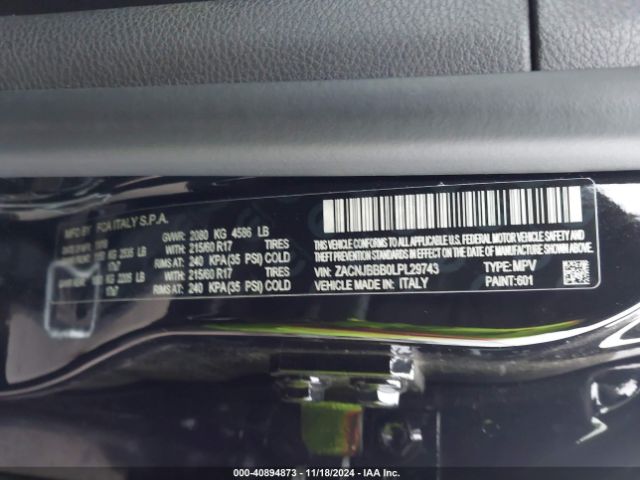 MFD BY FCA ITALY S.P.A.
GVWR: 2080 KG 4586 LB
WITH: 215/60 R17 TIRES
RIMS AT: 240 KPA(35 PSI) COLD
WITH: 215/60 R17 TIRES
RIMS AT: 240 KPA(35 PSI) COLD
THIS VEHICLE CONFORMS TO ALL APPLICABLE
FEDERAL MOTOR VEHICLE SAFETY, BUMPER, AND
THEFT PREVENTION STANDARDS IN EFFECT ON THE
DATE OF MANUFACTURE SHOWN ABOVE.
VIN: ZACNJBBB0LPL29743 TYPE: MPV
VEHICLE MADE IN: ITALY PAINT:601
000-40894873 - 11/18/2024 - IAA Inc.